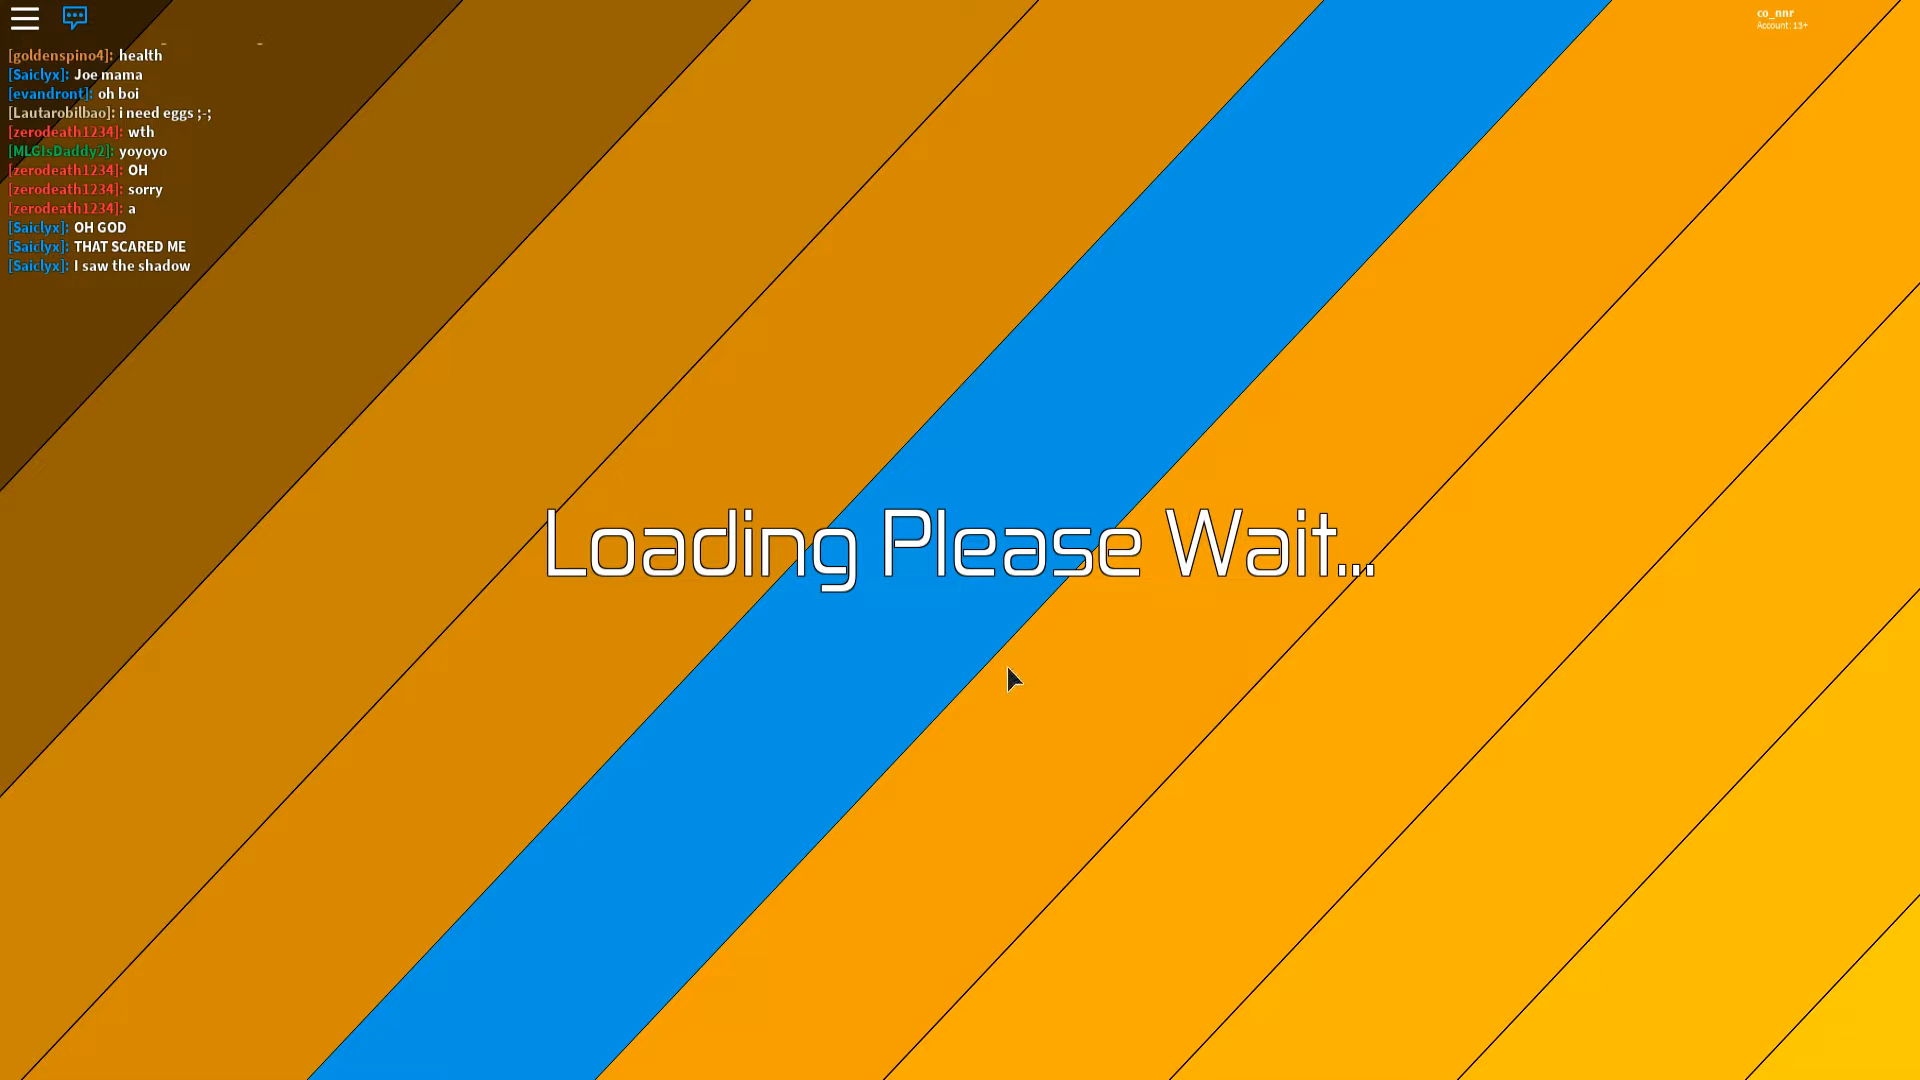 co_nnr
Account: 13+
[goldenspino4]: health
[Saiclyx]: Joe mama
[evandront]: oh boi
[Lautarobilbao]: i need eggs ;-;
[zerodeath1234]: wth
[MLGIsDaddy2]: yoyoyo
[zerodeath1234]: OH
[zerodeath1234]: sorry
[zerodeath1234]: a
[Saiclyx]: OH GOD
[Saiclyx]: THAT SCARED ME
[Saiclyx]: I saw the shadow
Loading Please Wait...